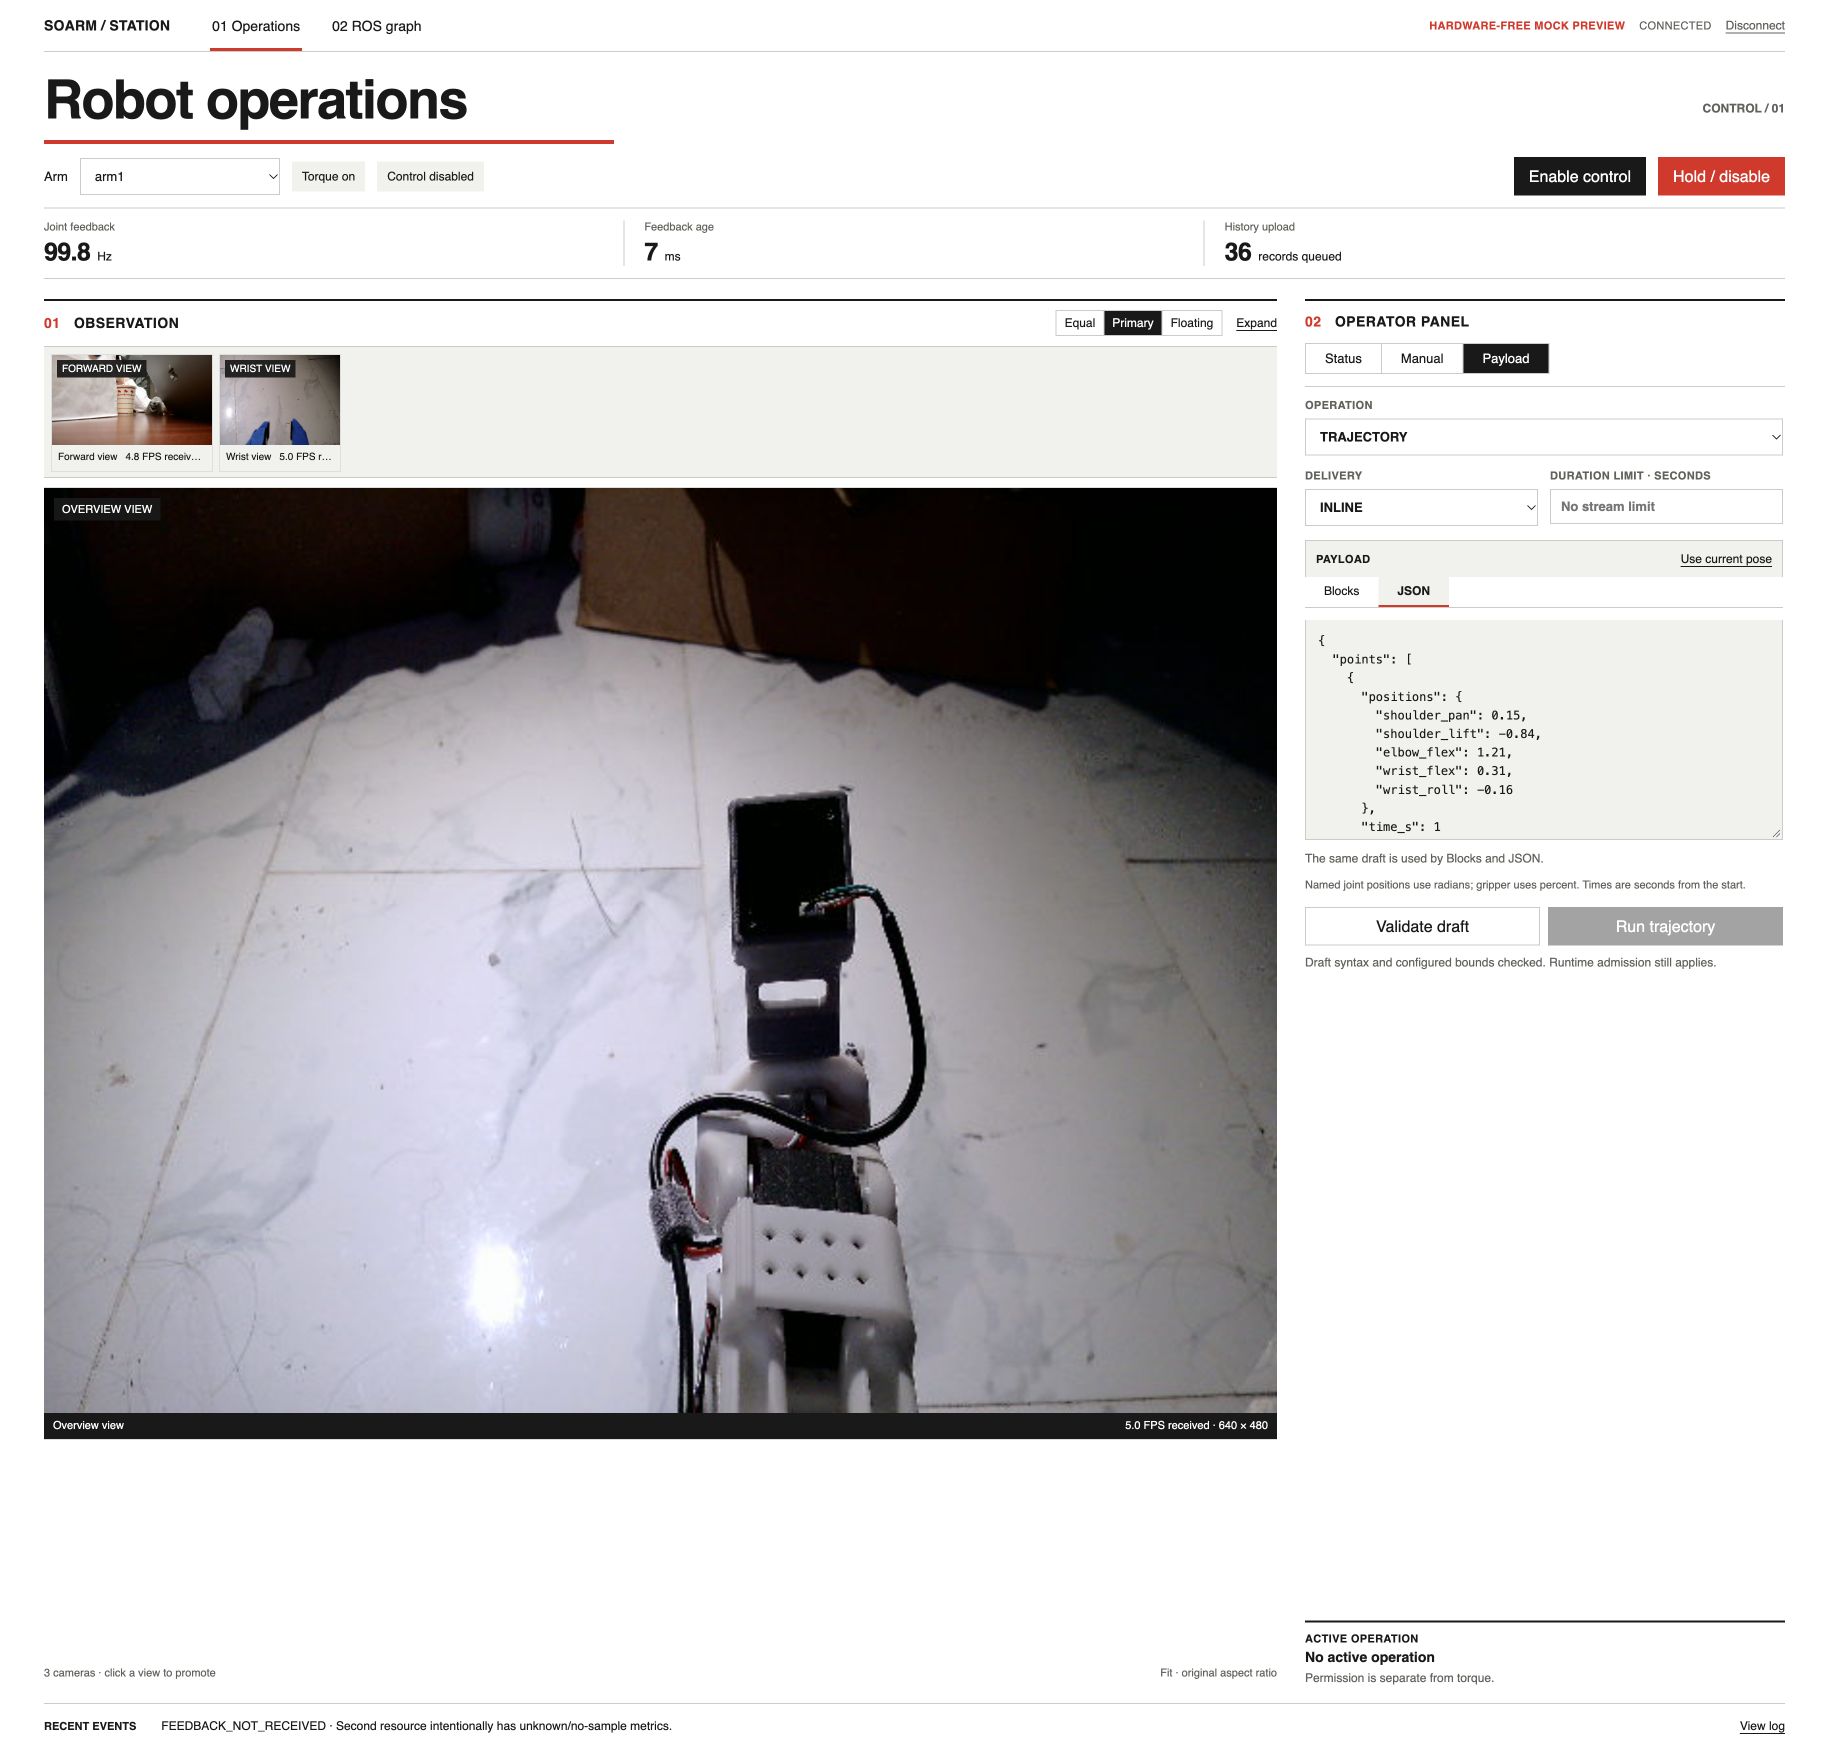 SOARM / STATION
01 Operations
02 ROS graph
HARDWARE-FREE MOCK PREVIEW
CONNECTED
Disconnect
Robot operations
CONTROL / 01
Arm
arm1
Torque on
Control disabled
Enable control
Hold / disable
Joint feedback
99.8 Hz
Feedback age
7 ms
History upload
36 records queued
01 OBSERVATION
Equal
Primary
Floating
Expand
FORWARD VIEW
Forward view 4.8 FPS receiv...
WRIST VIEW
Wrist view 5.0 FPS r...
OVERVIEW VIEW
Overview view
5.0 FPS received · 640 × 480
3 cameras · click a view to promote
Fit · original aspect ratio
02 OPERATOR PANEL
Status
Manual
Payload
OPERATION
TRAJECTORY
DELIVERY
INLINE
DURATION LIMIT · SECONDS
No stream limit
PAYLOAD
Use current pose
Blocks
JSON
{
"points": [
{
"positions": {
"shoulder_pan": 0.15,
"shoulder_lift": -0.84,
"elbow_flex": 1.21,
"wrist_flex": 0.31,
"wrist_roll": -0.16
},
"time_s": 1
The same draft is used by Blocks and JSON.
Named joint positions use radians; gripper uses percent. Times are seconds from the start.
Validate draft
Run trajectory
Draft syntax and configured bounds checked. Runtime admission still applies.
ACTIVE OPERATION
No active operation
Permission is separate from torque.
RECENT EVENTS
FEEDBACK_NOT_RECEIVED · Second resource intentionally has unknown/no-sample metrics.
View log